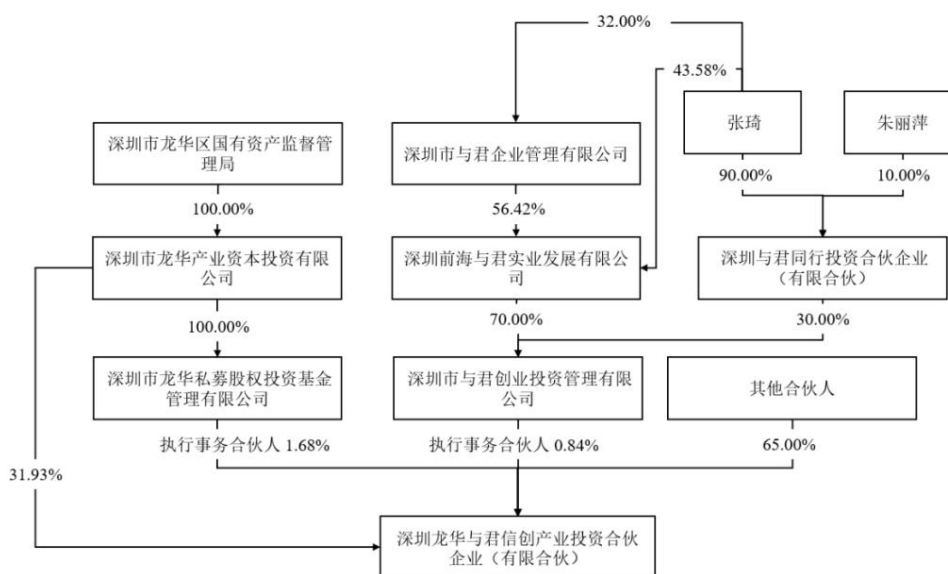 32.00%
43.58%
张琦
朱丽萍
深圳市龙华区国有资产监督管
理局
深圳市与君企业管理有限公司
90.00%
10.00%
100.00%
56.42%
深圳市龙华产业资本投资有限
公司
深圳前海与君实业发展有限公
司
深圳与君同行投资合伙企业
（有限合伙）
100.00%
70.00%
30.00%
深圳市龙华私募股权投资基金
管理有限公司
深圳市与君创业投资管理有限
公司
其他合伙人
执行事务合伙人 1.68%
执行事务合伙人 0.84%
65.00%
31.93%
深圳龙华与君信创产业投资合伙
企业（有限合伙）